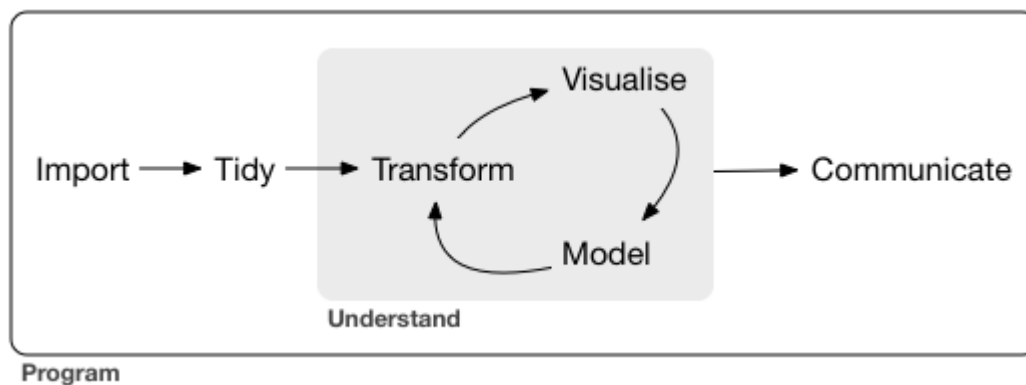 Visualise
Import Tidy Transform Communicate
Model
Understand
Program